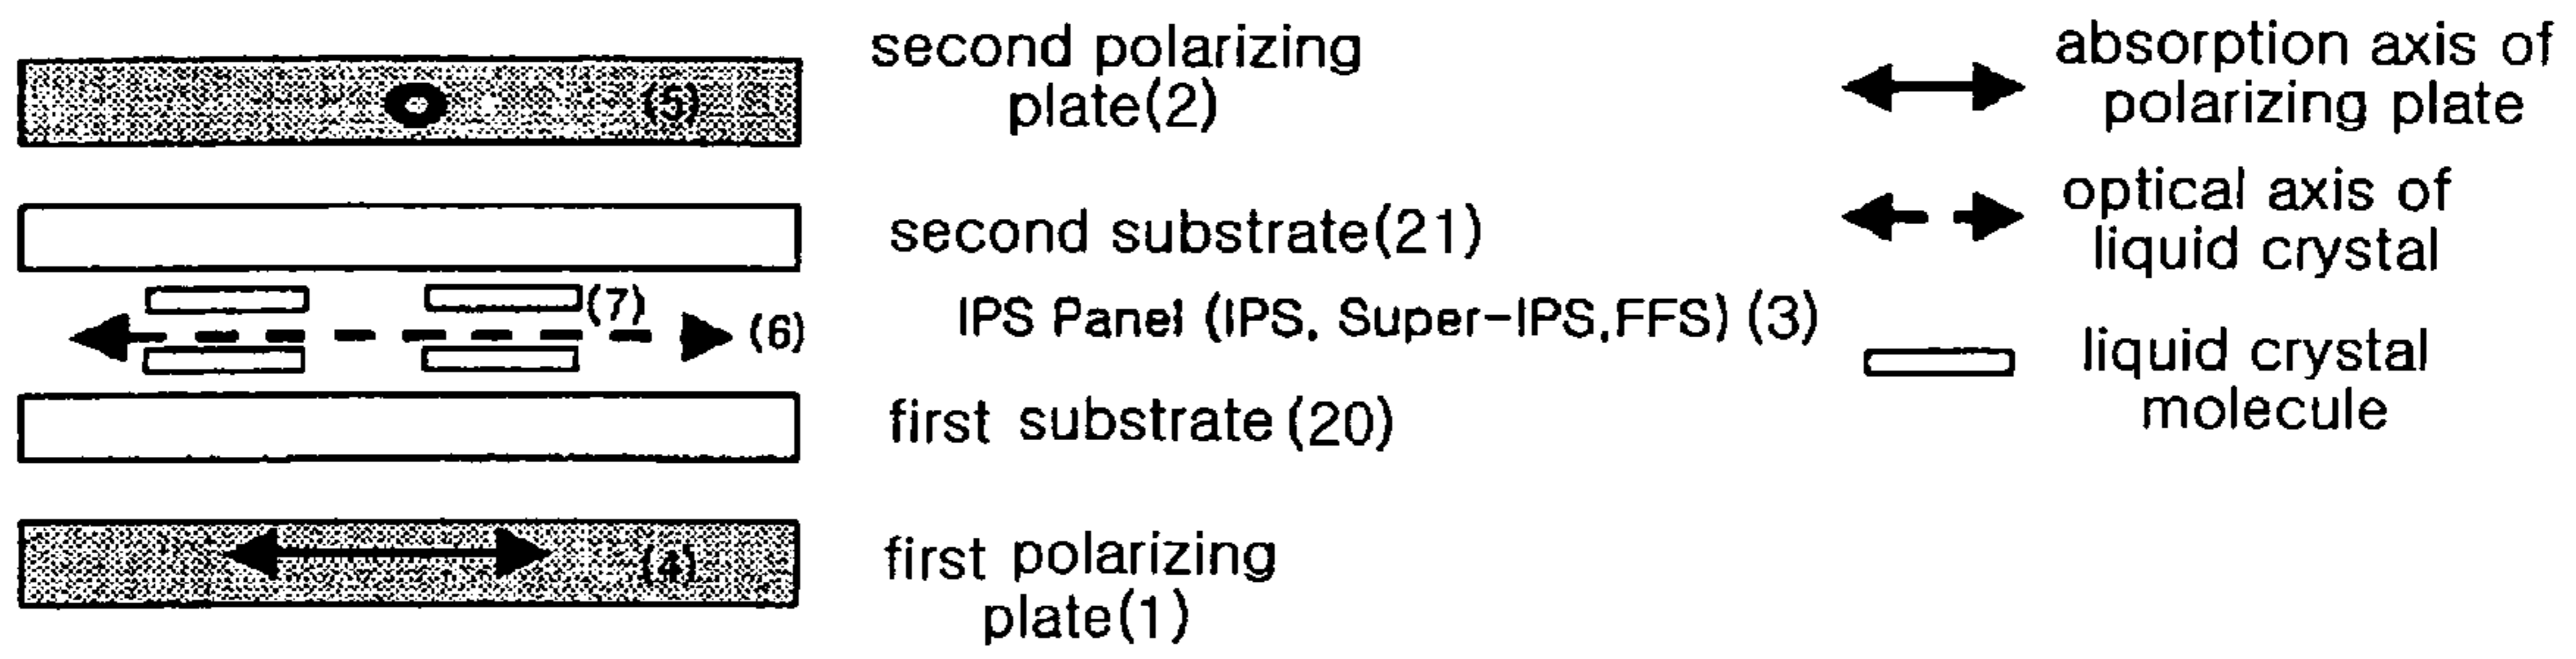 second polarizing
plate(2)
(5)
second substrate(21)
(7)
IPS Panel (IPS, Super-IPS,FFS) (3)
(6)
first substrate (20)
first polarizing
plate(1)
(4)
absorption axis of
polarizing plate
optical axis of
liquid crystal
liquid crystal
molecule